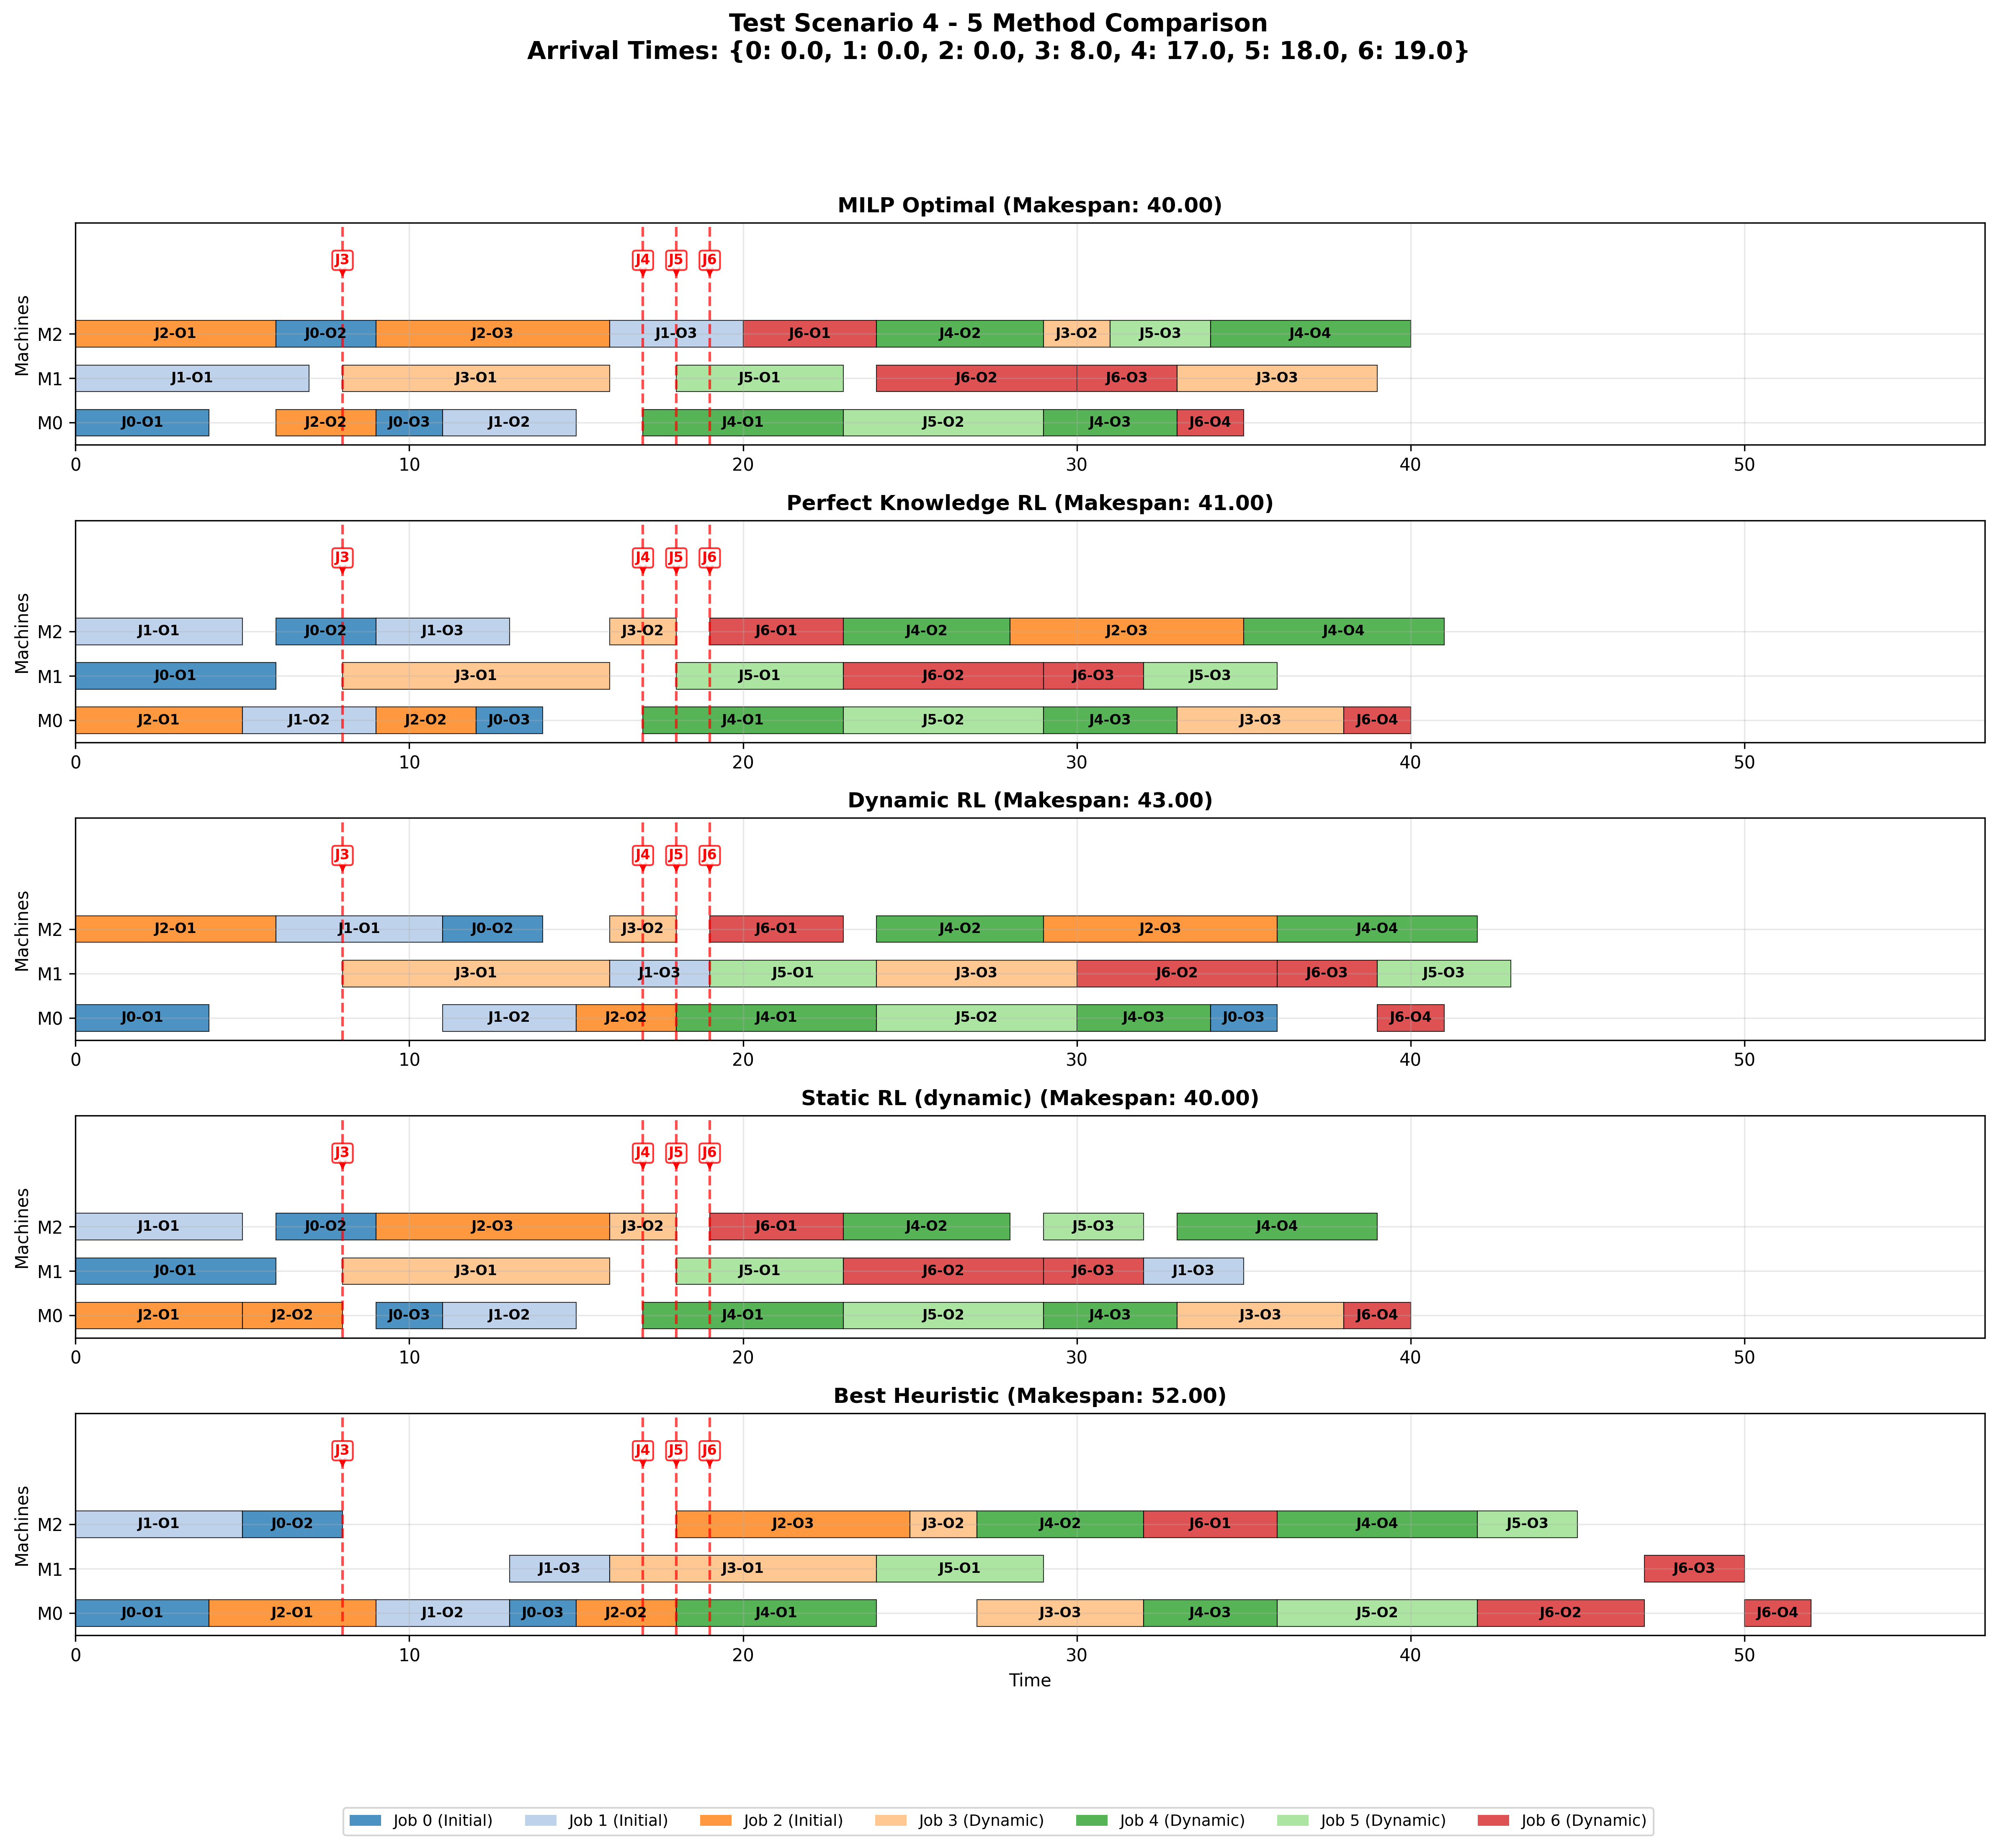 Test Scenario 4 - 5 Method Comparison
Arrival Times: {0: 0.0, 1: 0.0, 2: 0.0, 3: 8.0, 4: 17.0, 5: 18.0, 6: 19.0}
MILP Optimal (Makespan: 40.00)
J3 J4 J5 J6
Machines
M2 J2-O1 J0-O2 J2-O3 J1-O3 J6-O1 J4-O2 J3-O2 J5-O3 J4-O4
M1 J1-O1 J3-O1 J5-O1 J6-O2 J6-O3 J3-O3
M0 J0-O1 J2-O2 J0-O3 J1-O2 J4-O1 J5-O2 J4-O3 J6-O4
0 10 20 30 40 50
Perfect Knowledge RL (Makespan: 41.00)
J3 J4 J5 J6
Machines
M2 J1-O1 J0-O2 J1-O3 J3-O2 J6-O1 J4-O2 J2-O3 J4-O4
M1 J0-O1 J3-O1 J5-O1 J6-O2 J6-O3 J5-O3
M0 J2-O1 J1-O2 J2-O2 J0-O3 J4-O1 J5-O2 J4-O3 J3-O3 J6-O4
0 10 20 30 40 50
Dynamic RL (Makespan: 43.00)
J3 J4 J5 J6
Machines
M2 J2-O1 J1-O1 J0-O2 J3-O2 J6-O1 J4-O2 J2-O3 J4-O4
M1 J3-O1 J1-O3 J5-O1 J3-O3 J6-O2 J6-O3 J5-O3
M0 J0-O1 J1-O2 J2-O2 J4-O1 J5-O2 J4-O3 J0-O3 J6-O4
0 10 20 30 40 50
Static RL (dynamic) (Makespan: 40.00)
J3 J4 J5 J6
Machines
M2 J1-O1 J0-O2 J2-O3 J3-O2 J6-O1 J4-O2 J5-O3 J4-O4
M1 J0-O1 J3-O1 J5-O1 J6-O2 J6-O3 J1-O3
M0 J2-O1 J2-O2 J0-O3 J1-O2 J4-O1 J5-O2 J4-O3 J3-O3 J6-O4
0 10 20 30 40 50
Best Heuristic (Makespan: 52.00)
J3 J4 J5 J6
Machines
M2 J1-O1 J0-O2 J2-O3 J3-O2 J4-O2 J6-O1 J4-O4 J5-O3
M1 J1-O3 J3-O1 J5-O1 J6-O3
M0 J0-O1 J2-O1 J1-O2 J0-O3 J2-O2 J4-O1 J3-O3 J4-O3 J5-O2 J6-O2 J6-O4
0 10 20 30 40 50
Time
Job 0 (Initial) Job 1 (Initial) Job 2 (Initial) Job 3 (Dynamic) Job 4 (Dynamic) Job 5 (Dynamic) Job 6 (Dynamic)